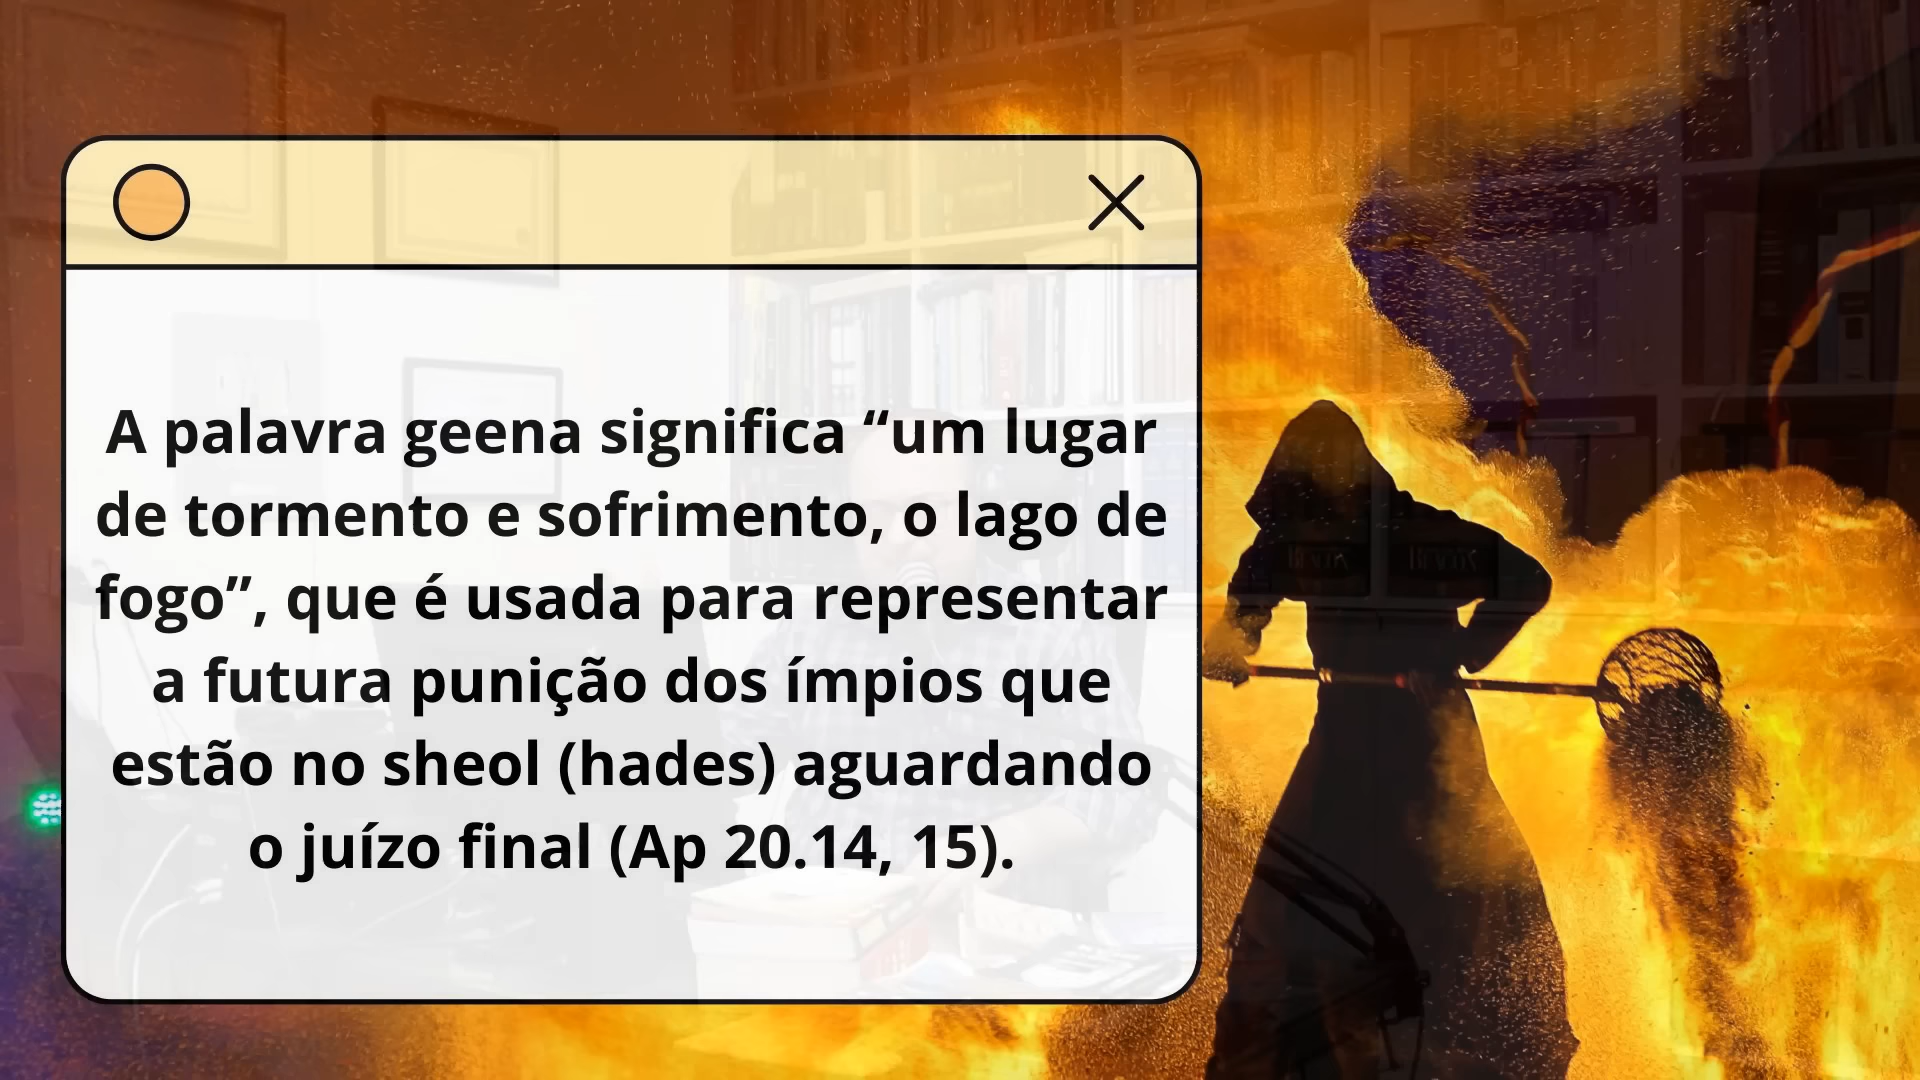 A palavra geena significa “um lugar
de tormento e sofrimento, o lago de
fogo”, que é usada para representar
a futura punição dos ímpios que
estão no sheol (hades) aguardando
o juízo final (Ap 20.14, 15).